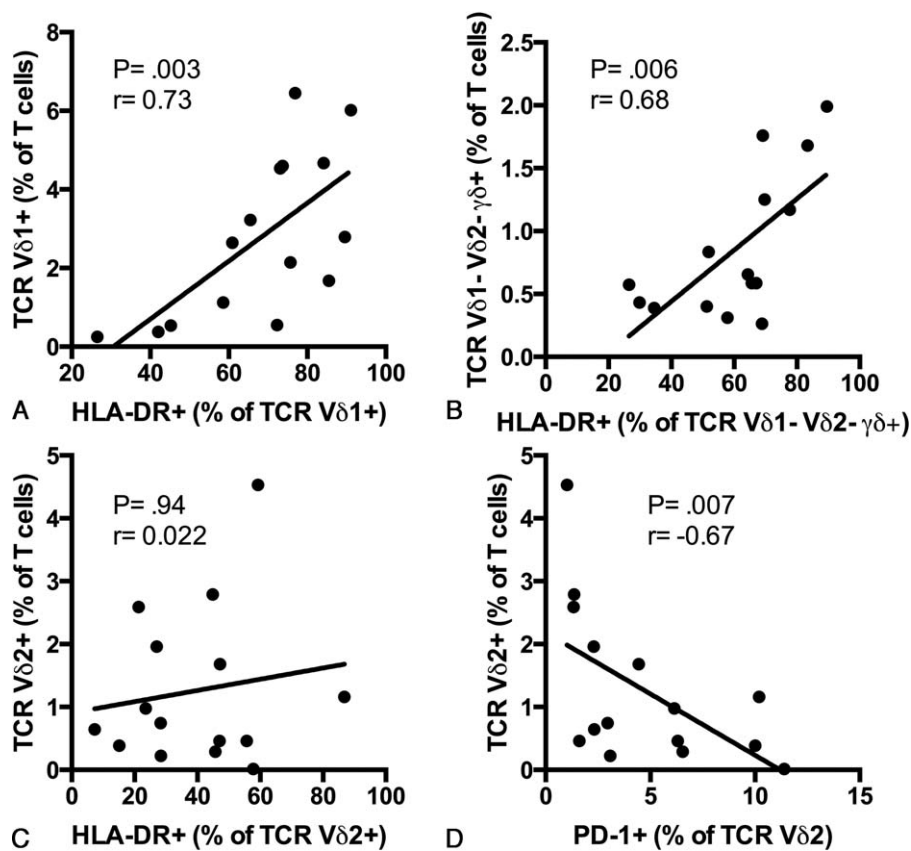 TCR Vδ1+ (% of T cells)
8
6
4
2
0
P= .003
r= 0.73
20 40 60 80 100
A HLA-DR+ (% of TCR Vδ1+)
TCR Vδ1- Vδ2- γδ+ (% of T cells)
2.5
2.0
1.5
1.0
0.5
0.0
P= .006
r= 0.68
0 20 40 60 80 100
B HLA-DR+ (% of TCR Vδ1- Vδ2- γδ+)
TCR Vδ2+ (% of T cells)
5
4
3
2
1
0
P= .94
r= 0.022
0 20 40 60 80 100
C HLA-DR+ (% of TCR Vδ2+)
TCR Vδ2+ (% of T cells)
5
4
3
2
1
0
P= .007
r= -0.67
0 5 10 15
D PD-1+ (% of TCR Vδ2)